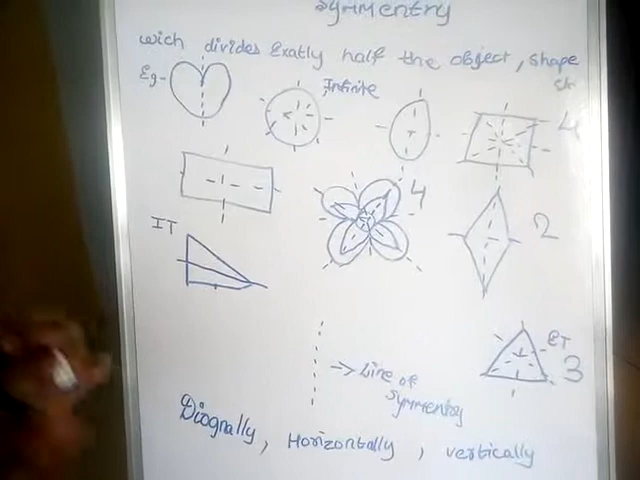 Symmentry
wich divides Exatly half the object, shape
Eg-
Infinite
4
4
IT
2
ET
3
-> Line of
Symmentry
Diognally, Horizontally, vertically